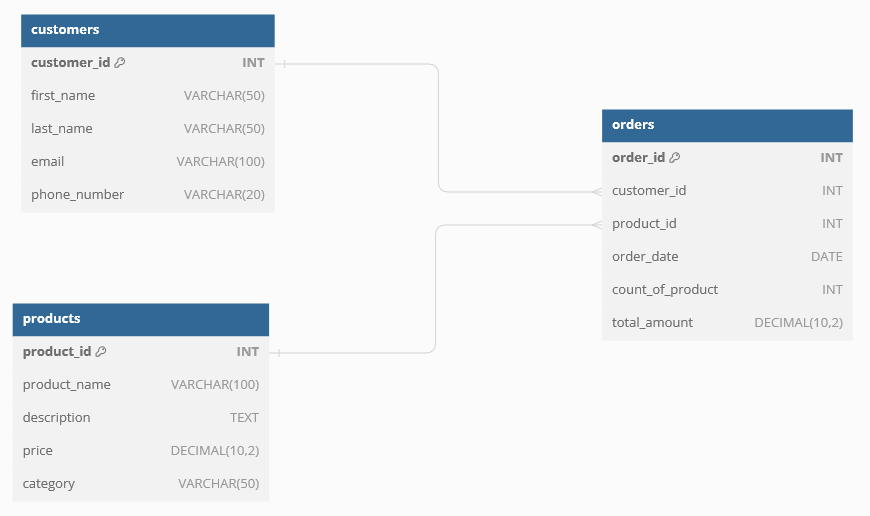 customers
customer_id INT
first_name VARCHAR(50)
last_name VARCHAR(50)
email VARCHAR(100)
phone_number VARCHAR(20)
orders
order_id INT
customer_id INT
product_id INT
order_date DATE
count_of_product INT
total_amount DECIMAL(10,2)
products
product_id INT
product_name VARCHAR(100)
description TEXT
price DECIMAL(10,2)
category VARCHAR(50)